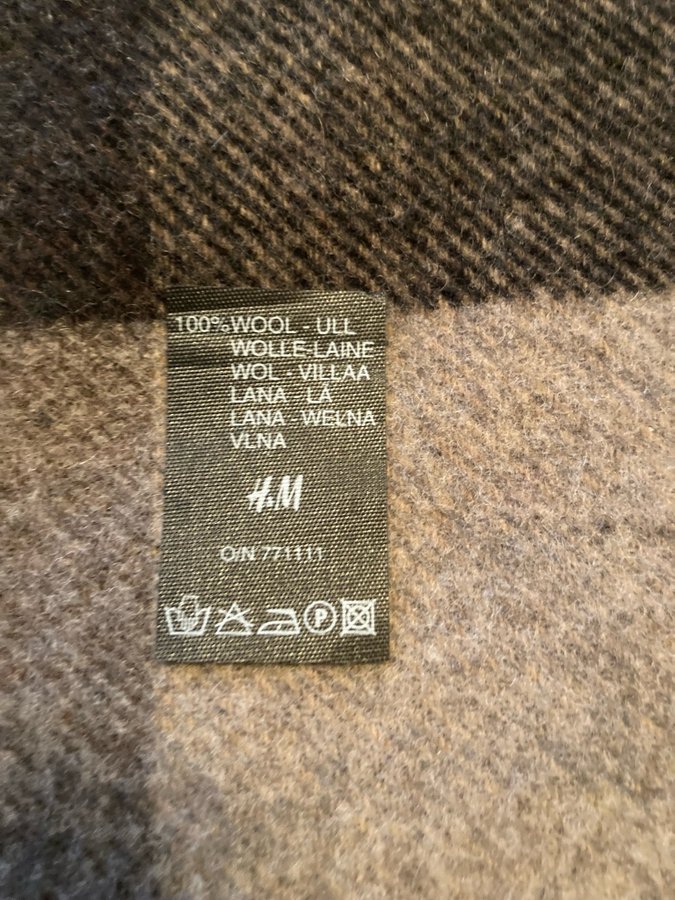 100% WOOL - ULL
WOLLE-LAINE
WOL - VILLAA
LANA - LÃ
LANA - WEŁNA
VLNA
H&M
O/N 771111
P